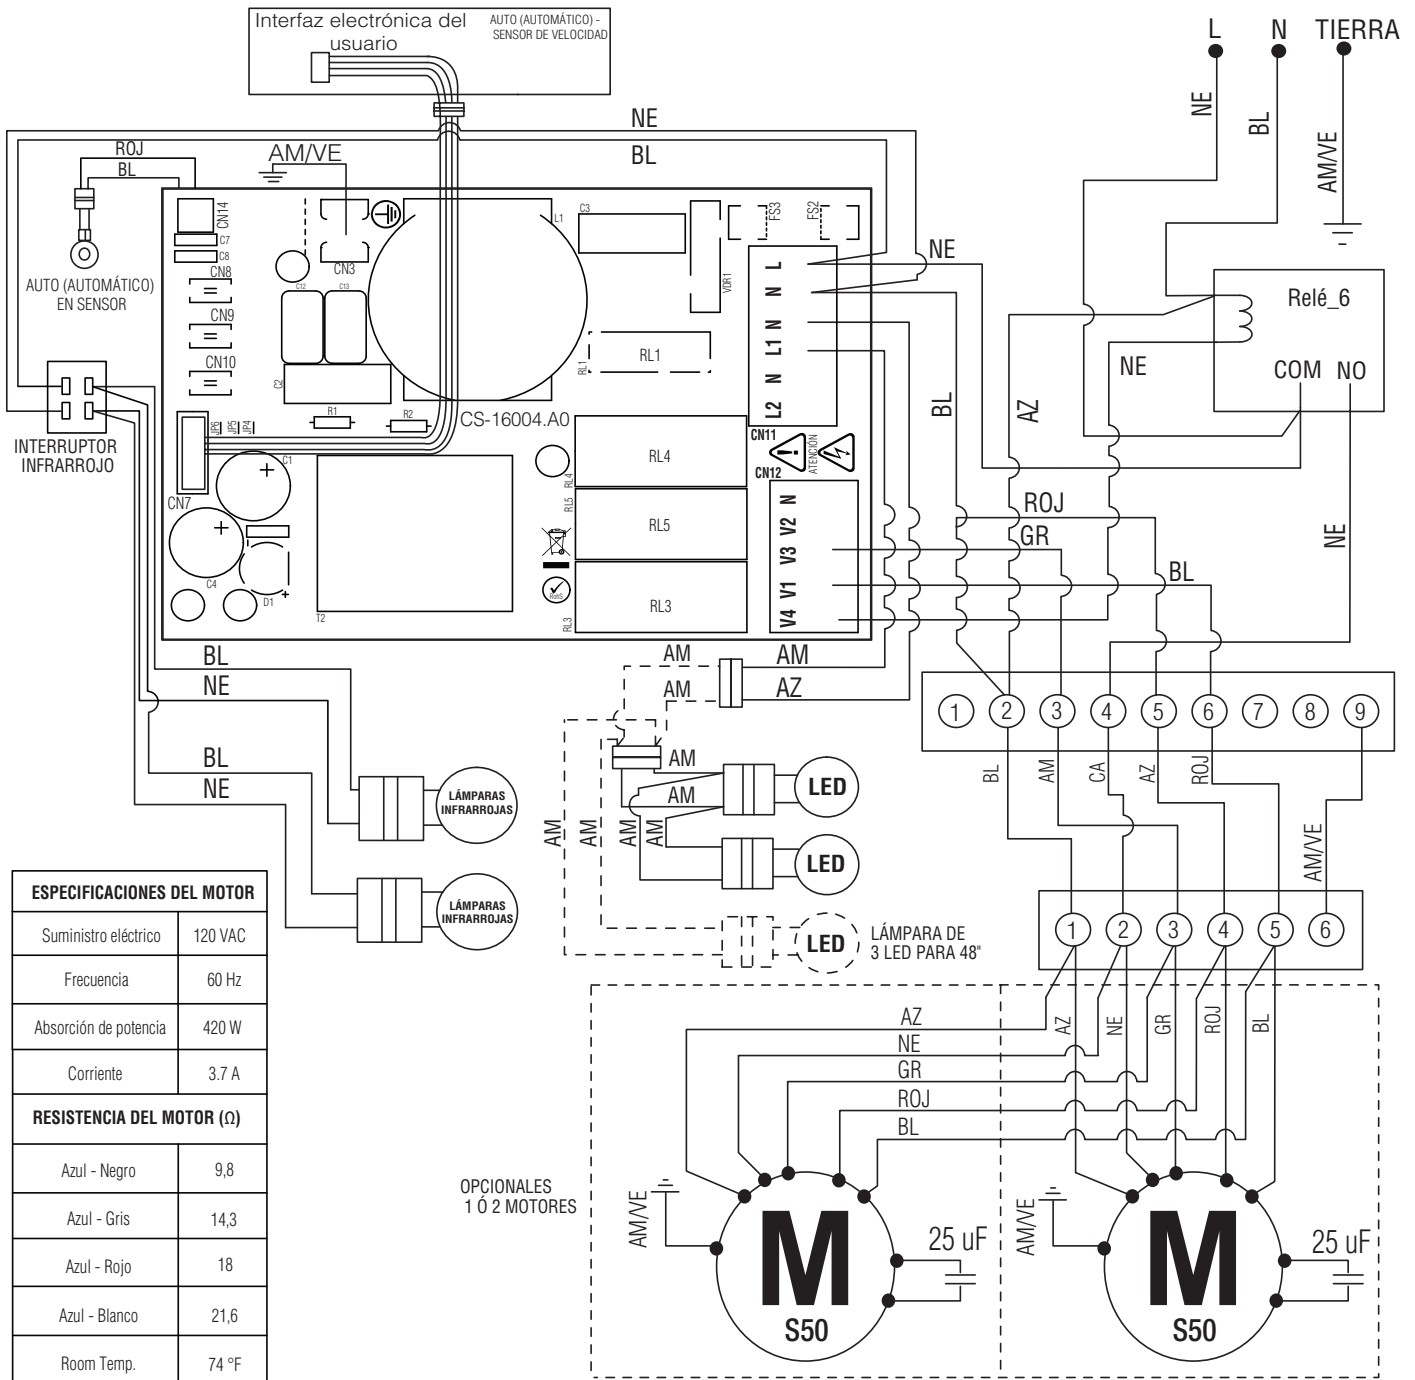 Interfaz electrónica del
usuario
AUTO (AUTOMÁTICO) -
SENSOR DE VELOCIDAD
L
N
TIERRA
NE
BL
AM/VE
NE
BL
ROJ
BL
AM/VE
AUTO (AUTOMÁTICO)
EN SENSOR
CN14
C7
C8
CN8
CN9
CN10
CN3
C12
C13
C2
L1
C3
VDR1
RL1
RL1
FS3
FS2
L
N
N
L1
N
L2
NE
Relé_6
COM NO
NE
AZ
BL
NE
INTERRUPTOR
INFRARROJO
JP6
JP5
JP4
R1
R2
CS-16004.A0
CN11
ATENCIÓN
CN12
RL4
RL4
RL5
RL5
RL3
RL3
RoHS
CN7
C1
C4
D1
T2
N
V2
V3
V1
V4
ROJ
GR
BL
BL
NE
BL
NE
AM
AM
AM
AZ
1 2 3 4 5 6 7 8 9
BL
AM
CA
AZ
ROJ
AM/VE
AM
AM
AM
AM
AM
AM
LED
LED
LED
LÁMPARA DE
3 LED PARA 48"
LÁMPARAS
INFRARROJAS
LÁMPARAS
INFRARROJAS
1 2 3 4 5 6
ESPECIFICACIONES DEL MOTOR
Suministro eléctrico 120 VAC
Frecuencia 60 Hz
Absorción de potencia 420 W
Corriente 3.7 A
RESISTENCIA DEL MOTOR (Ω)
Azul - Negro 9,8
Azul - Gris 14,3
Azul - Rojo 18
Azul - Blanco 21,6
Room Temp. 74 °F
AZ
NE
GR
ROJ
BL
AZ
NE
GR
ROJ
BL
OPCIONALES
1 Ó 2 MOTORES
AM/VE
M
S50
25 uF
AM/VE
M
S50
25 uF